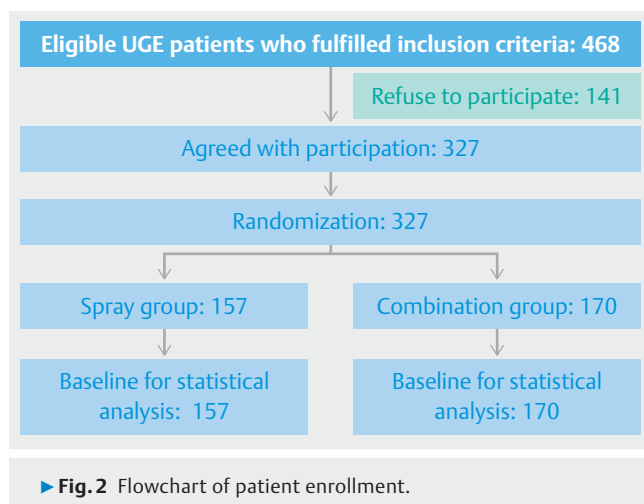 Eligible UGE patients who fulfilled inclusion criteria: 468
Refuse to participate: 141
Agreed with participation: 327
Randomization: 327
Spray group: 157
Combination group: 170
Baseline for statistical
analysis: 157
Baseline for statistical
analysis: 170
▶ Fig. 2 Flowchart of patient enrollment.